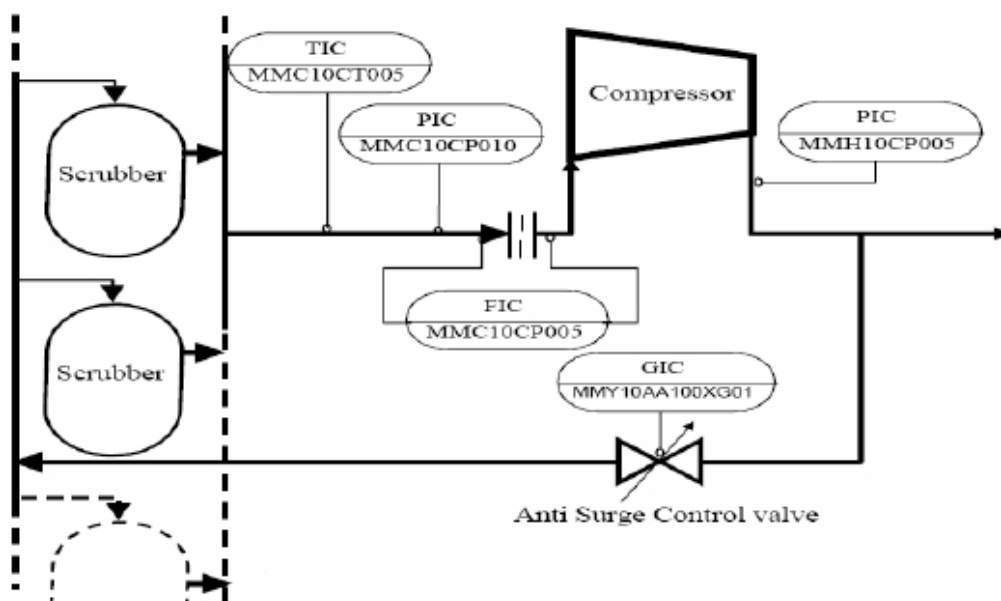 TIC
MMC10CT005
PIC
MMC10CP010
Compressor
PIC
MMH10CP005
Scrubber
FIC
MMC10CP005
Scrubber
GIC
MMY10AA100XG01
Anti Surge Control valve